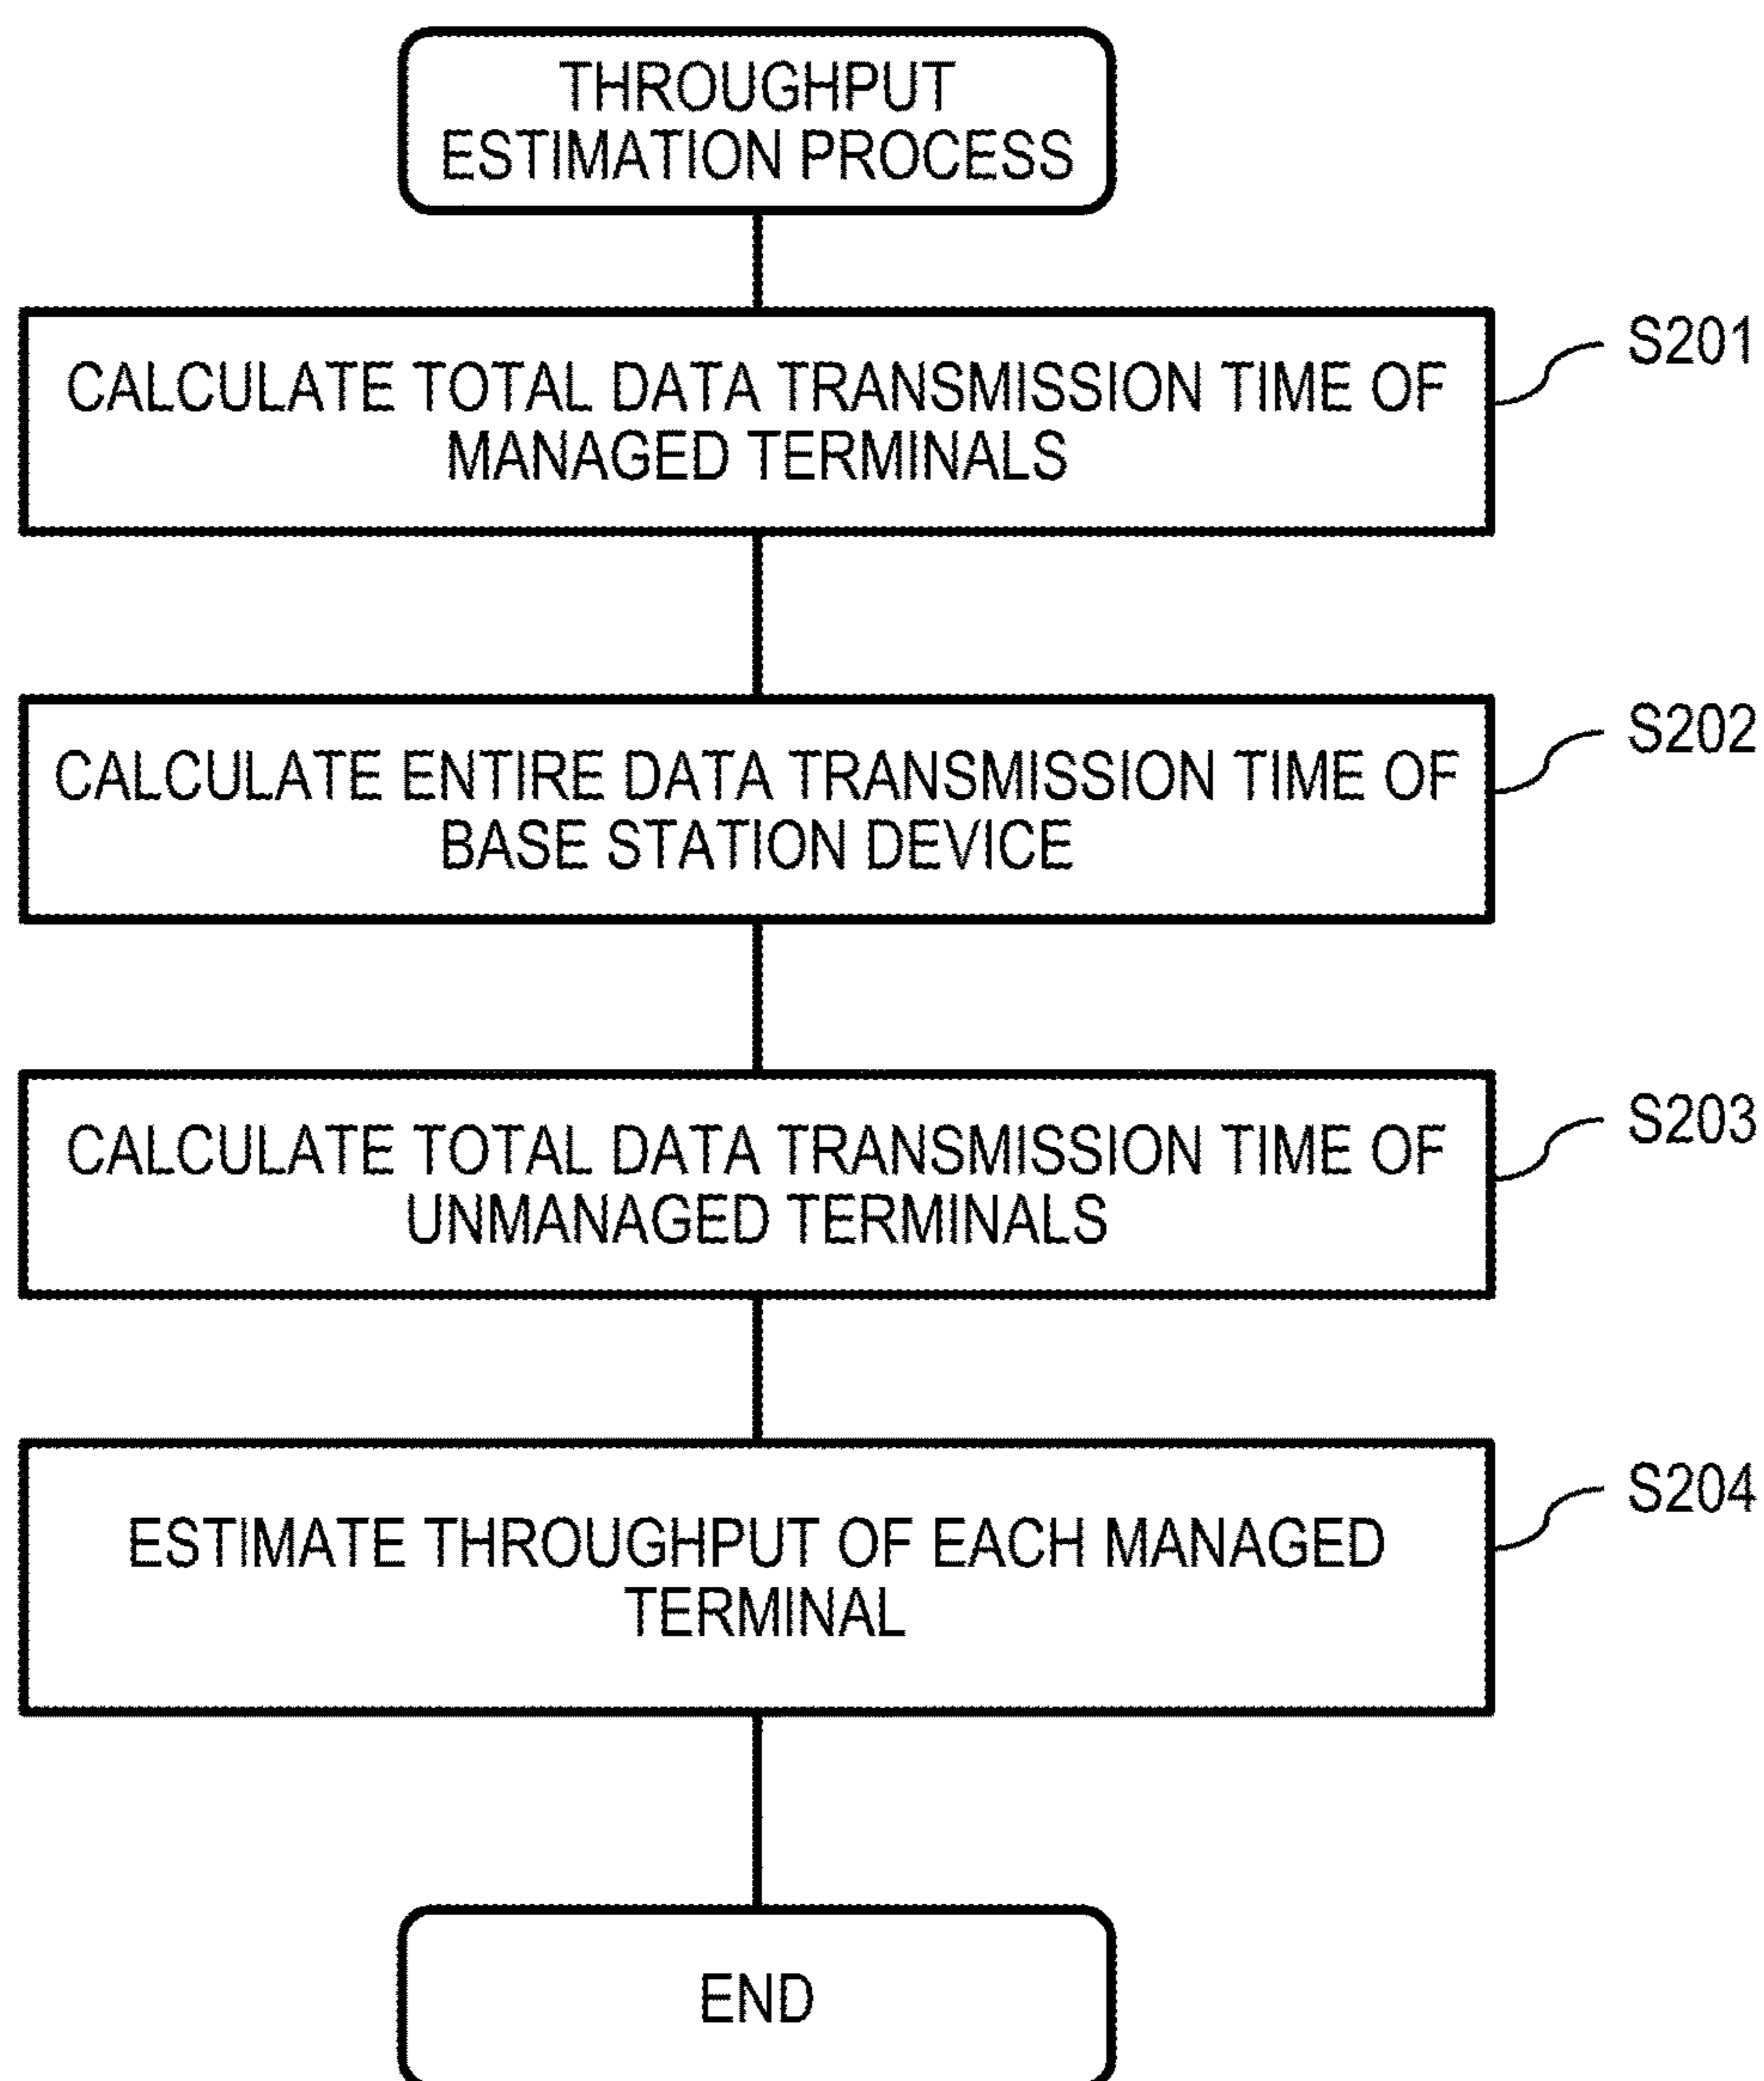 THROUGHPUT
ESTIMATION PROCESS
CALCULATE TOTAL DATA TRANSMISSION TIME OF
MANAGED TERMINALS
S201
CALCULATE ENTIRE DATA TRANSMISSION TIME OF
BASE STATION DEVICE
S202
CALCULATE TOTAL DATA TRANSMISSION TIME OF
UNMANAGED TERMINALS
S203
ESTIMATE THROUGHPUT OF EACH MANAGED
TERMINAL
S204
END